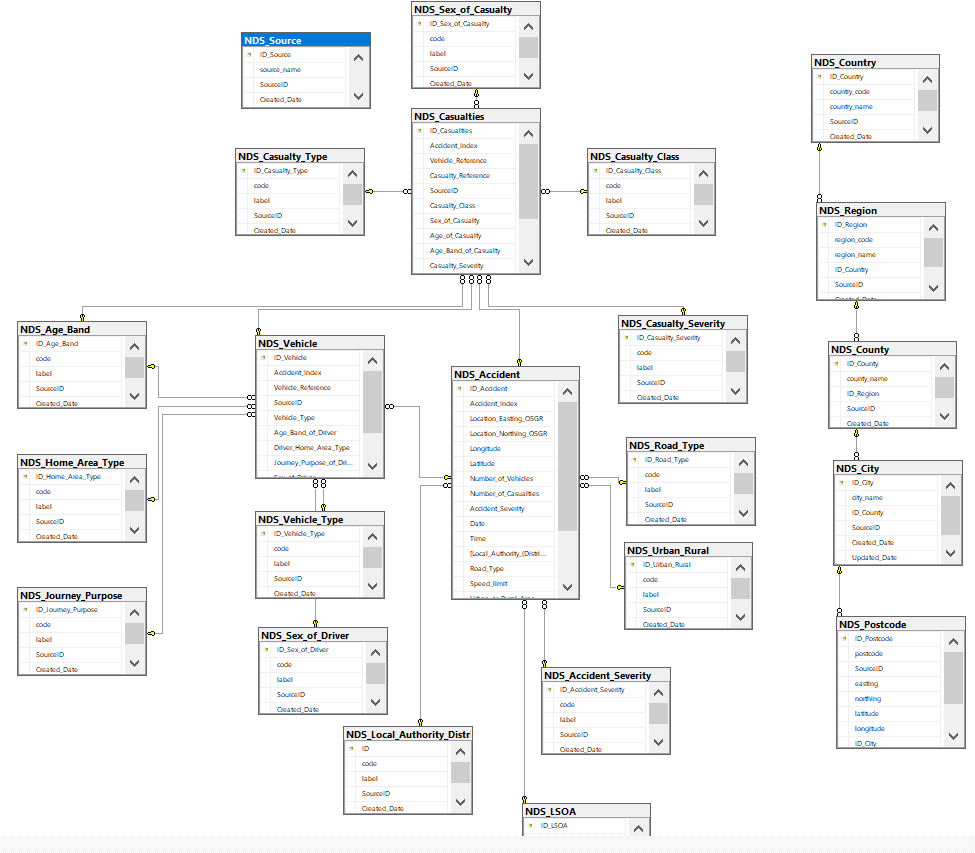 NDS_Sex_of_Casualty
ID_Sex_of_Casualty
code
label
SourceID
Created_Date
NDS_Source
ID_Source
source_name
SourceID
Created_Date
NDS_Country
ID_Country
country_code
country_name
SourceID
Created_Date
NDS_Casualties
ID_Casualties
Accident_Index
Vehicle_Reference
Casualty_Reference
SourceID
Casualty_Class
Sex_of_Casualty
Age_of_Casualty
Age_Band_of_Casualty
Casualty_Severity
NDS_Casualty_Type
ID_Casualty_Type
code
label
SourceID
Created_Date
NDS_Casualty_Class
ID_Casualty_Class
code
label
SourceID
Created_Date
NDS_Region
ID_Region
region_code
region_name
ID_Country
SourceID
Created_Date
NDS_Age_Band
ID_Age_Band
code
label
SourceID
Created_Date
NDS_Vehicle
ID_Vehicle
Accident_Index
Vehicle_Reference
SourceID
Vehicle_Type
Age_Band_of_Driver
Driver_Home_Area_Type
Journey_Purpose_of_Dri...
Sex_of_Driver
NDS_Accident
ID_Accident
Accident_Index
Location_Easting_OSGR
Location_Northing_OSGR
Longitude
Latitude
Number_of_Vehicles
Number_of_Casualties
Accident_Severity
Date
Time
[Local_Authority_(Distri...
Road_Type
Speed_limit
Urban_or_Rural_Area
NDS_Casualty_Severity
ID_Casualty_Severity
code
label
SourceID
Created_Date
NDS_County
ID_County
county_name
ID_Region
SourceID
Created_Date
NDS_Home_Area_Type
ID_Home_Area_Type
code
label
SourceID
Created_Date
NDS_Road_Type
ID_Road_Type
code
label
SourceID
Created_Date
NDS_City
ID_City
city_name
ID_County
SourceID
Created_Date
Updated_Date
NDS_Vehicle_Type
ID_Vehicle_Type
code
label
SourceID
Created_Date
NDS_Urban_Rural
ID_Urban_Rural
code
label
SourceID
Created_Date
NDS_Journey_Purpose
ID_Journey_Purpose
code
label
SourceID
Created_Date
NDS_Sex_of_Driver
ID_Sex_of_Driver
code
label
SourceID
Created_Date
NDS_Postcode
ID_Postcode
postcode
SourceID
easting
northing
latitude
longitude
ID_City
NDS_Accident_Severity
ID_Accident_Severity
code
label
SourceID
Created_Date
NDS_Local_Authority_Distr
ID
code
label
SourceID
Created_Date
NDS_LSOA
ID_LSOA